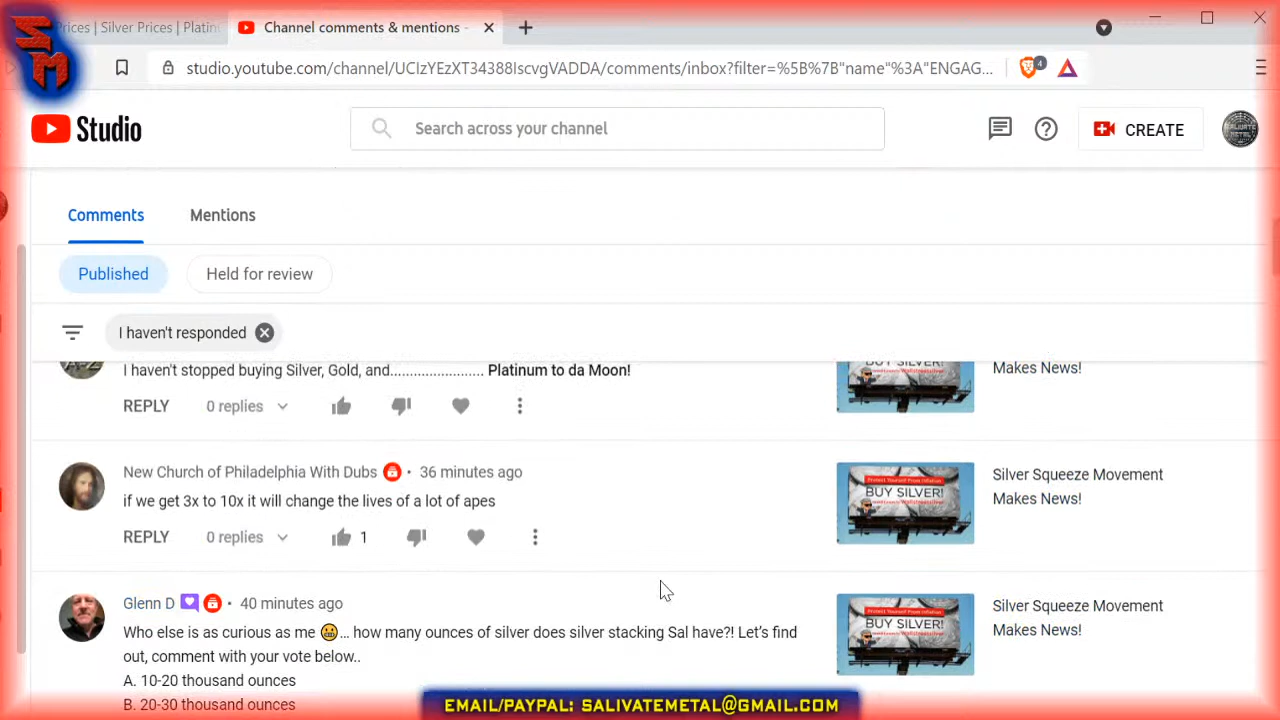 SM
Prices | Silver Prices | Platin
Channel comments & mentions -
studio.youtube.com/channel/UCIzYEzXT34388IscvgVADDA/comments/inbox?filter=%5B%7B"name"%3A"ENGAG...
4
Studio
Search across your channel
CREATE
Comments
Mentions
Published
Held for review
I haven't responded
I haven't stopped buying Silver, Gold, and........................ Platinum to da Moon!
Makes News!
REPLY
0 replies
New Church of Philadelphia With Dubs • 36 minutes ago
if we get 3x to 10x it will change the lives of a lot of apes
REPLY
0 replies
1
BUY SILVER!
Silver Squeeze Movement
Makes News!
Glenn D • 40 minutes ago
Who else is as curious as me 😬... how many ounces of silver does silver stacking Sal have?! Let's find
out, comment with your vote below..
A. 10-20 thousand ounces
B. 20-30 thousand ounces
BUY SILVER!
Silver Squeeze Movement
Makes News!
EMAIL/PAYPAL: SALIVATEMETAL@GMAIL.COM